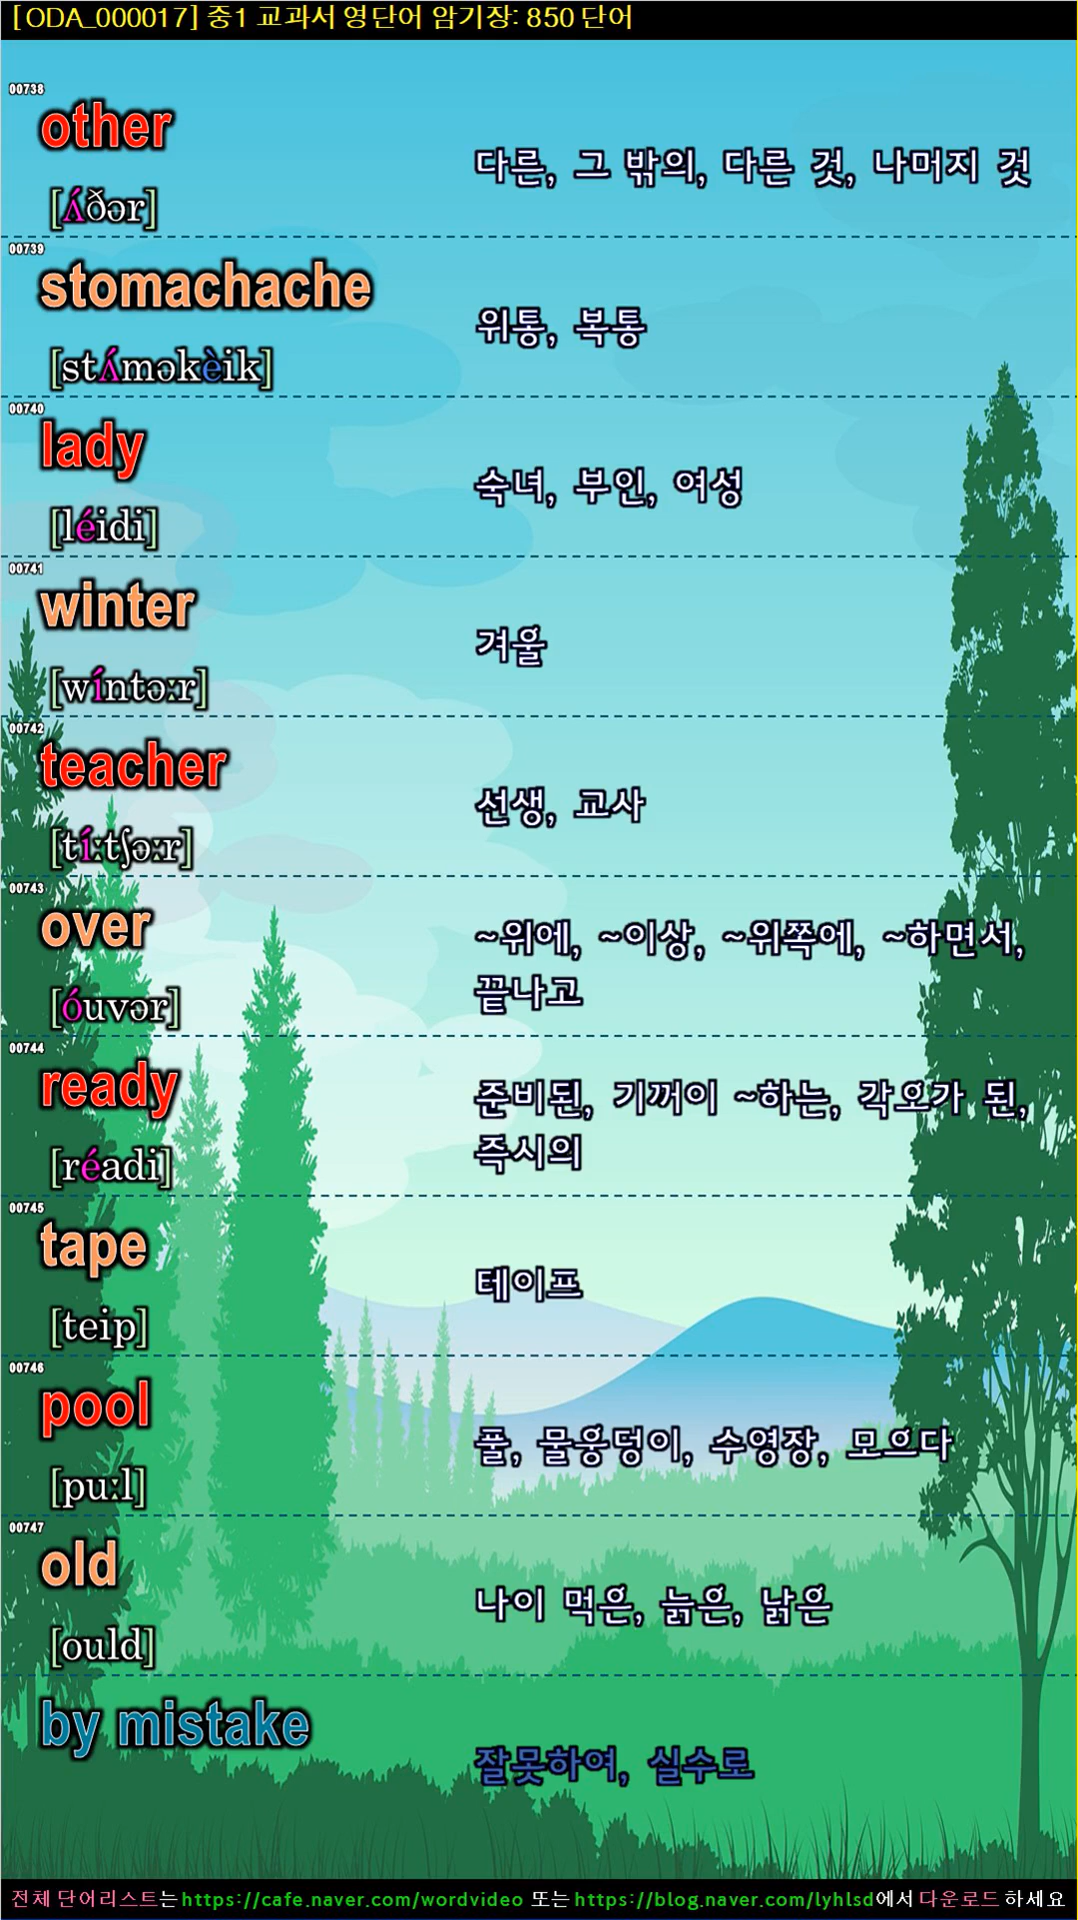 [ODA_000017] 중1 교과서 영단어 암기장: 850 단어
00738
other
다른, 그 밖의, 다른 것, 나머지 것
[ʌ́ðər]
00739
stomachache
위통, 복통
[stʌ́məkèik]
00740
lady
숙녀, 부인, 여성
[léidi]
00741
winter
겨울
[wíntəːr]
00742
teacher
선생, 교사
[tíːtʃəːr]
00743
over
~위에, ~이상, ~위쪽에, ~하면서,
끝나고
[óuvər]
00744
ready
준비된, 기꺼이 ~하는, 각오가 된,
즉시의
[réadi]
00745
tape
테이프
[teip]
00746
pool
풀, 물웅덩이, 수영장, 모으다
[puːl]
00747
old
나이 먹은, 늙은, 낡은
[ould]
by mistake
잘못하여, 실수로
전체 단어리스트는 https://cafe.naver.com/wordvideo 또는 https://blog.naver.com/lyhlsd에서 다운로드 하세요